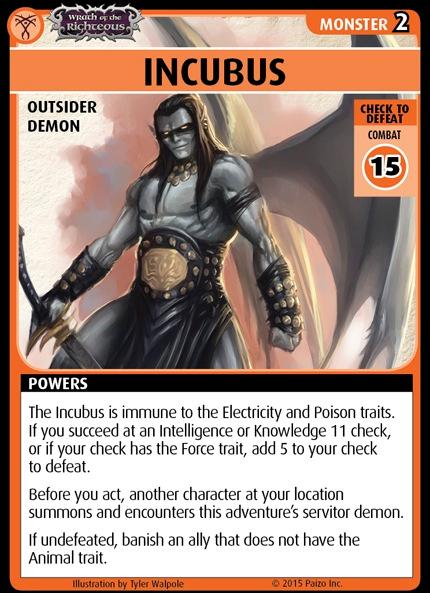 Wrath of the
Righteous
MONSTER 2
INCUBUS
OUTSIDER
DEMON
CHECK TO
DEFEAT
COMBAT
15
POWERS
The Incubus is immune to the Electricity and Poison traits.
If you succeed at an Intelligence or Knowledge 11 check,
or if your check has the Force trait, add 5 to your check
to defeat.
Before you act, another character at your location
summons and encounters this adventure's servitor demon.
If undefeated, banish an ally that does not have the
Animal trait.
Illustration by Tyler Walpole
© 2015 Paizo Inc.